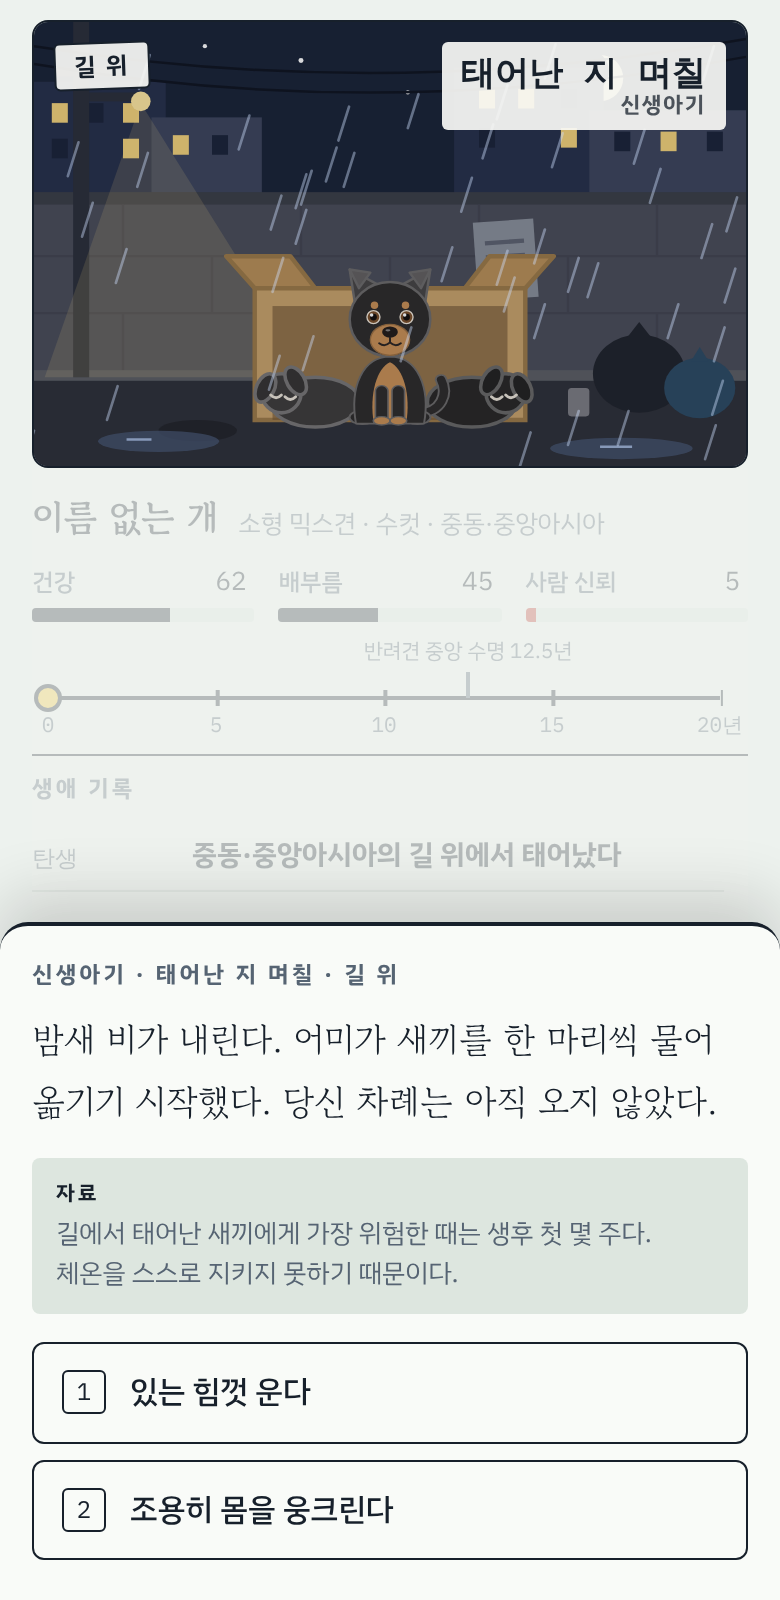 길 위
태어난 지 며칠
신생아기
이름 없는 개 소형 믹스견 · 수컷 · 중동·중앙아시아
건강 62 배부름 45 사람 신뢰 5
반려견 중앙 수명 12.5년
0 5 10 15 20년
생애 기록
탄생 중동·중앙아시아의 길 위에서 태어났다
신생아기 · 태어난 지 며칠 · 길 위
밤새 비가 내린다. 어미가 새끼를 한 마리씩 물어
옮기기 시작했다. 당신 차례는 아직 오지 않았다.
자료
길에서 태어난 새끼에게 가장 위험한 때는 생후 첫 몇 주다.
체온을 스스로 지키지 못하기 때문이다.
1 있는 힘껏 운다
2 조용히 몸을 웅크린다